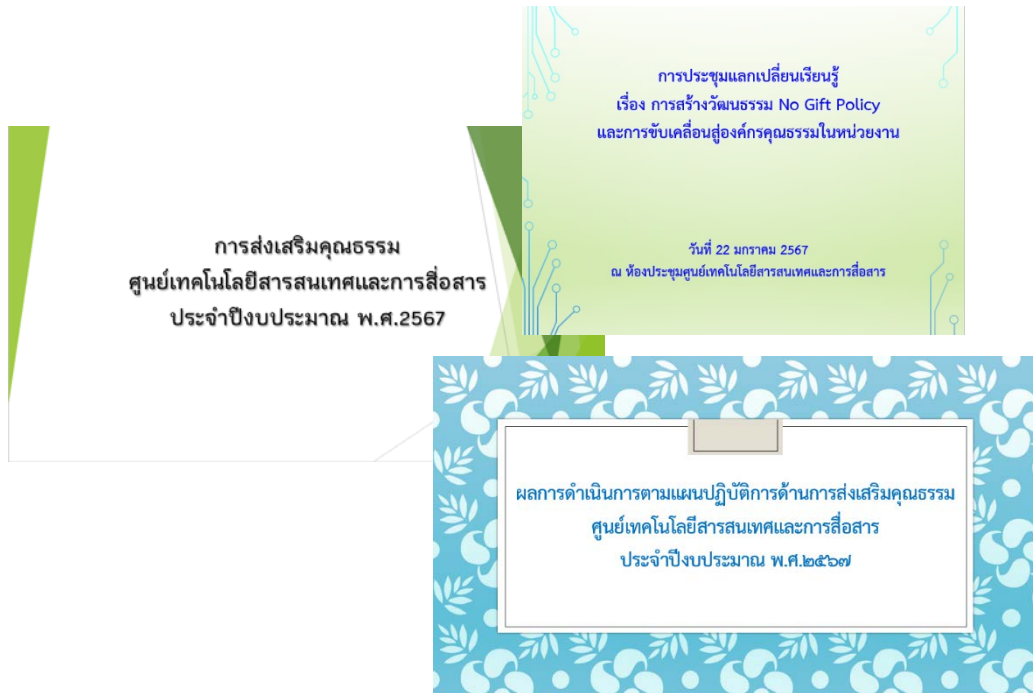 การประชุมแลกเปลี่ยนเรียนรู้
เรื่อง การสร้างวัฒนธรรม No Gift Policy
และการขับเคลื่อนสู่องค์กรคุณธรรมในหน่วยงาน
วันที่ 22 มกราคม 2567
ณ ห้องประชุมศูนย์เทคโนโลยีสารสนเทศและการสื่อสาร
การส่งเสริมคุณธรรม
ศูนย์เทคโนโลยีสารสนเทศและการสื่อสาร
ประจำปีงบประมาณ พ.ศ.2567
ผลการดำเนินการตามแผนปฏิบัติการด้านการส่งเสริมคุณธรรม
ศูนย์เทคโนโลยีสารสนเทศและการสื่อสาร
ประจำปีงบประมาณ พ.ศ.๒๕๖๗